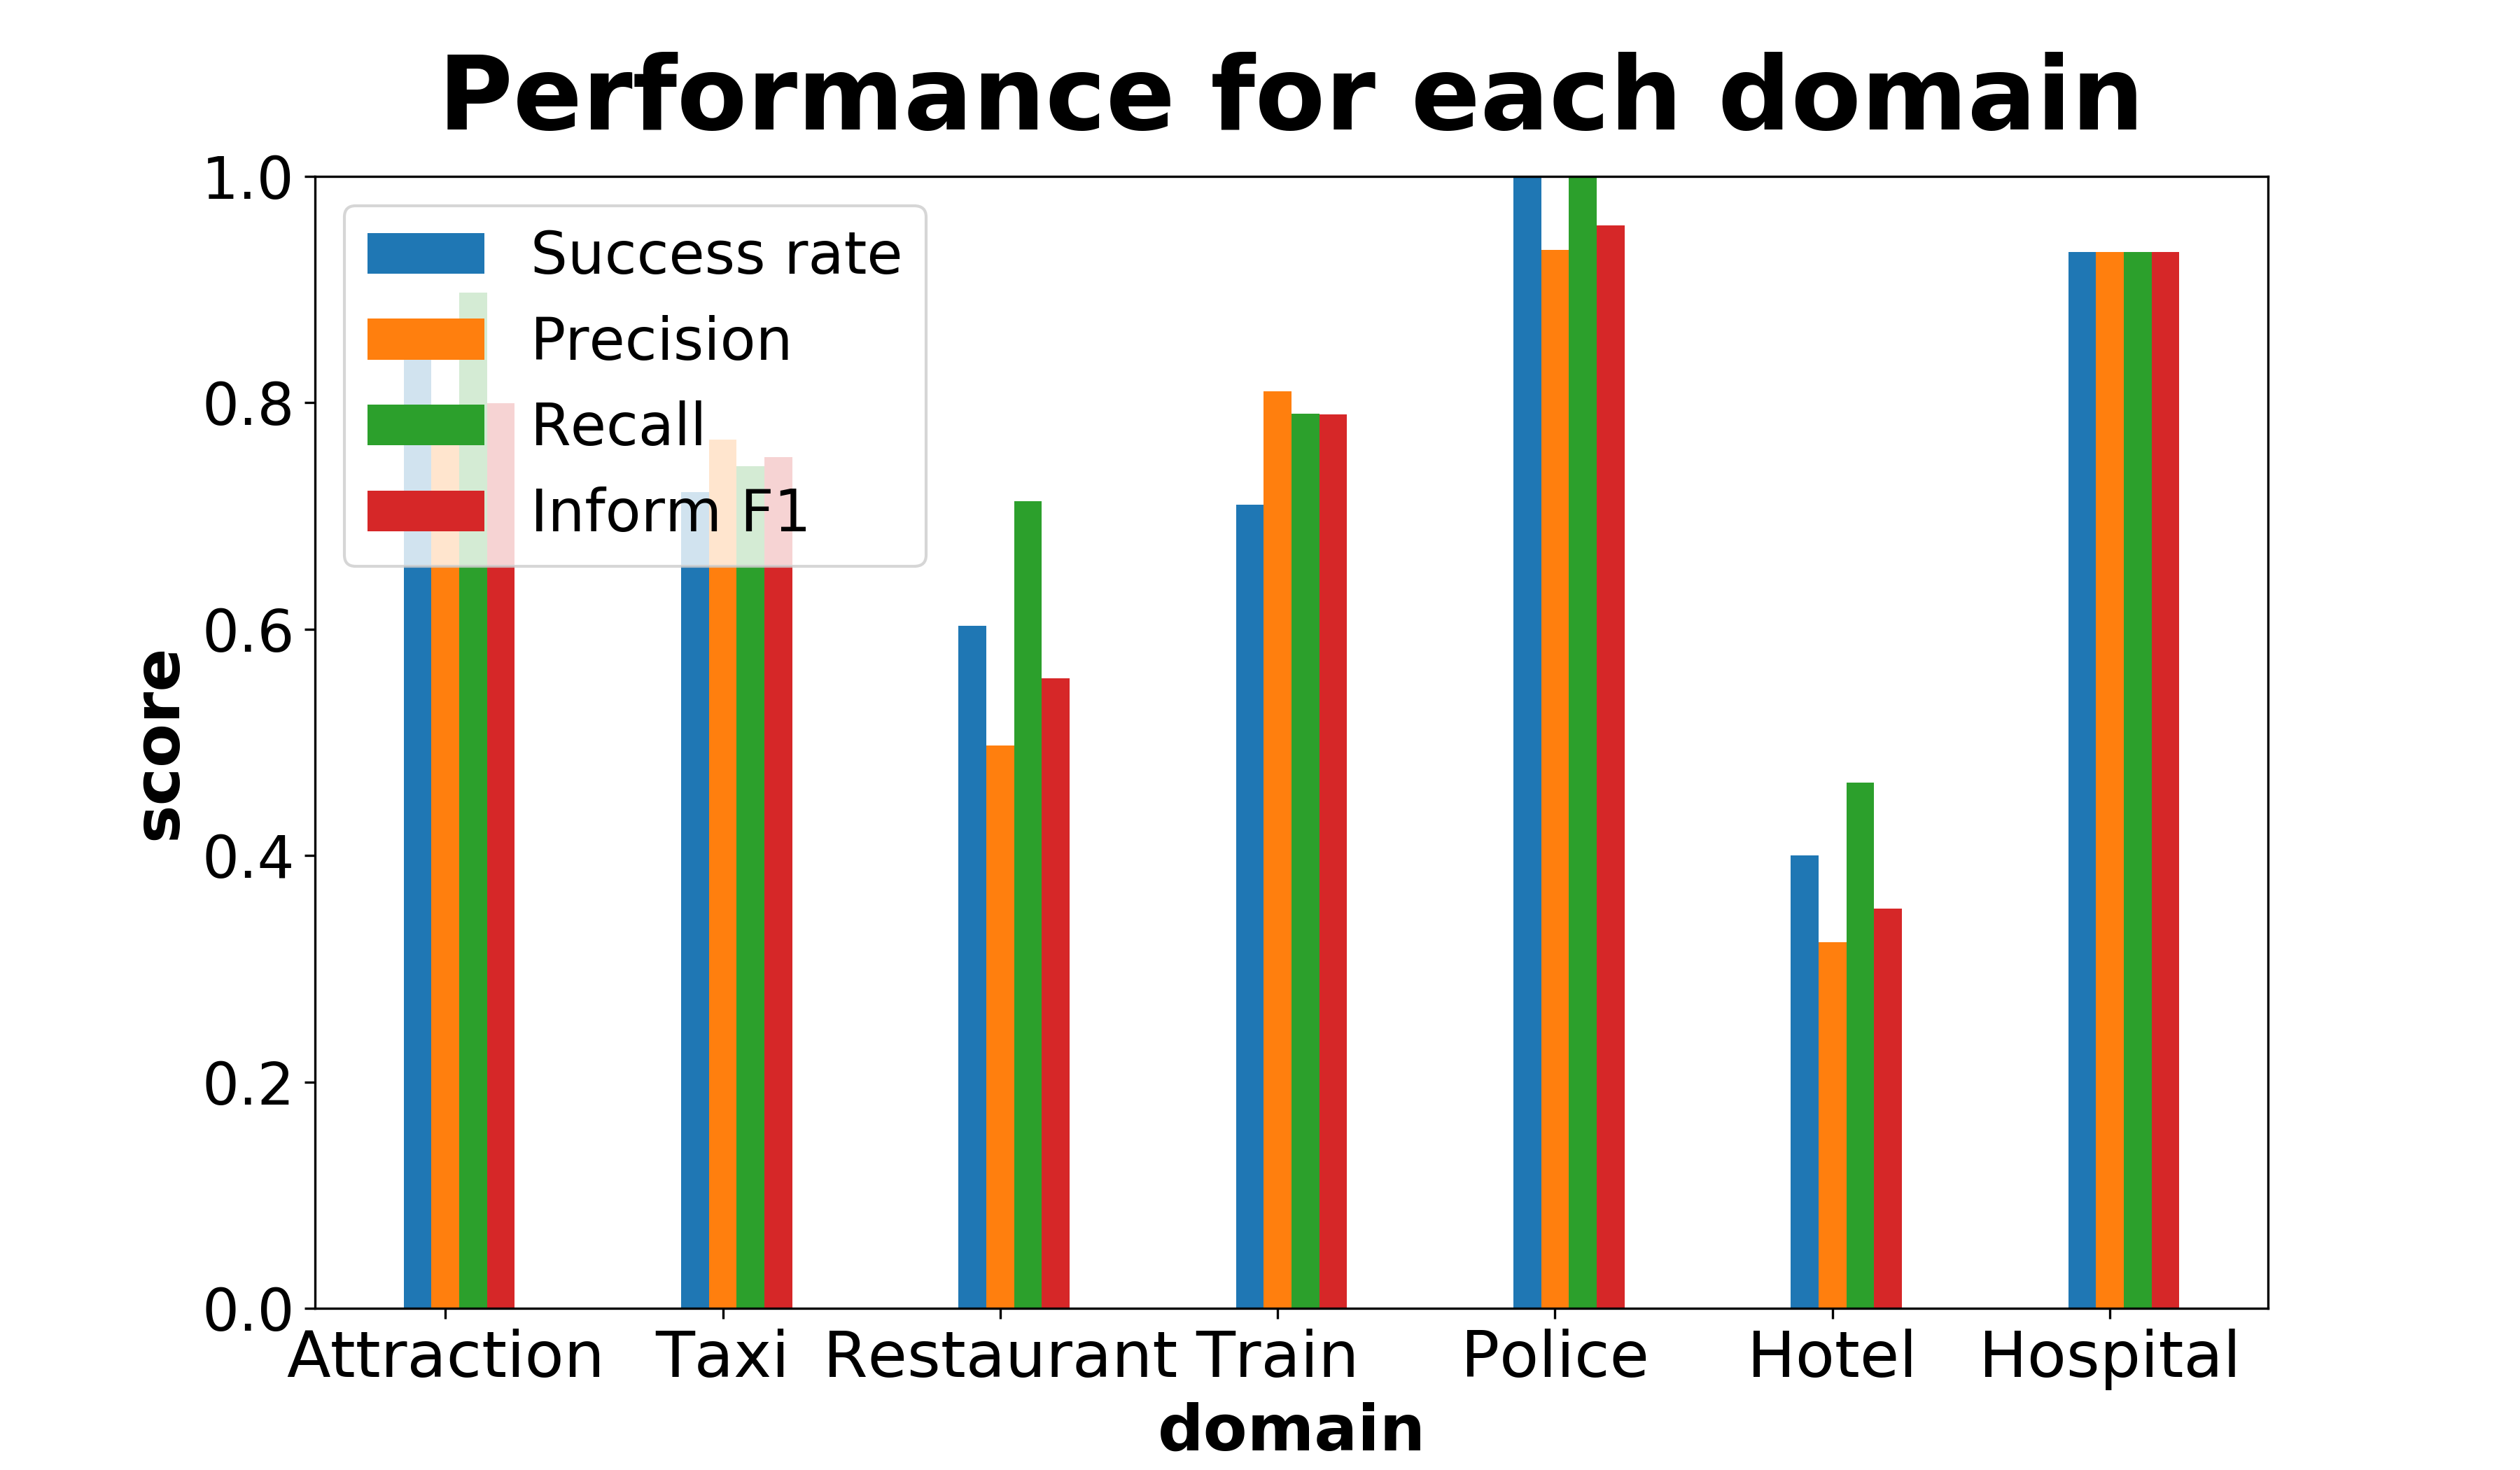 Performance for each domain
1.0
0.8
0.6
0.4
0.2
0.0
score
Success rate
Precision
Recall
Inform F1
Attraction Taxi Restaurant Train Police Hotel Hospital
domain